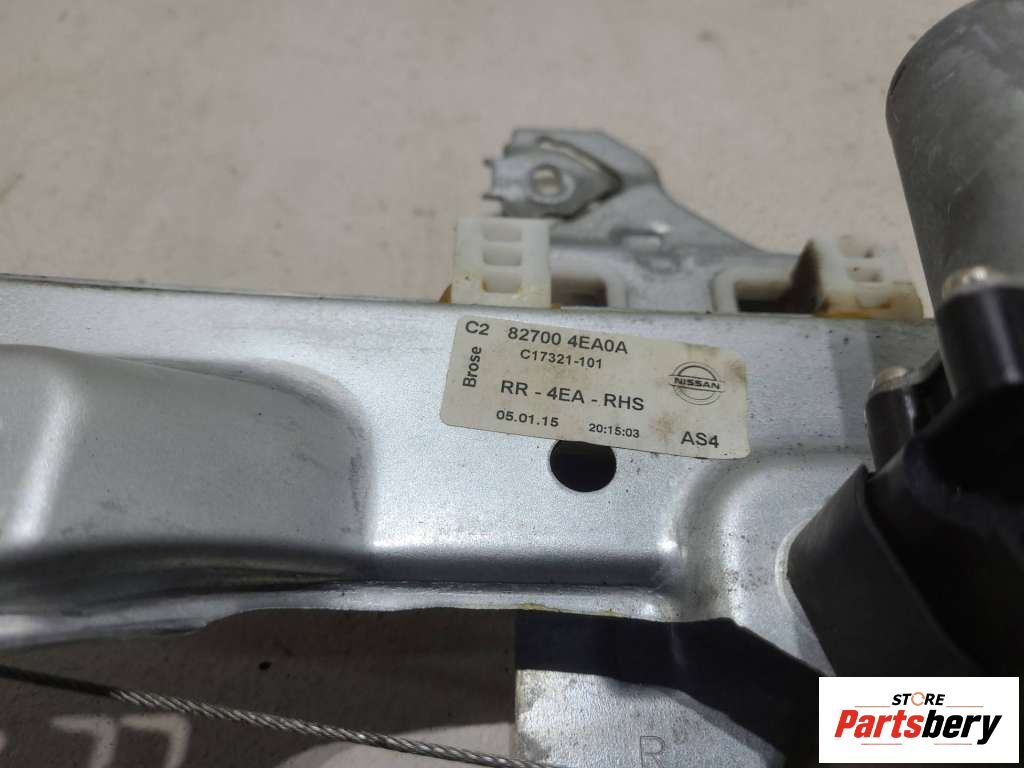 C2 82700 4EA0A
Brose
C17321-101
NISSAN
RR - 4EA - RHS
05.01.15 20:15:03 AS4
R
STORE
Partsbery